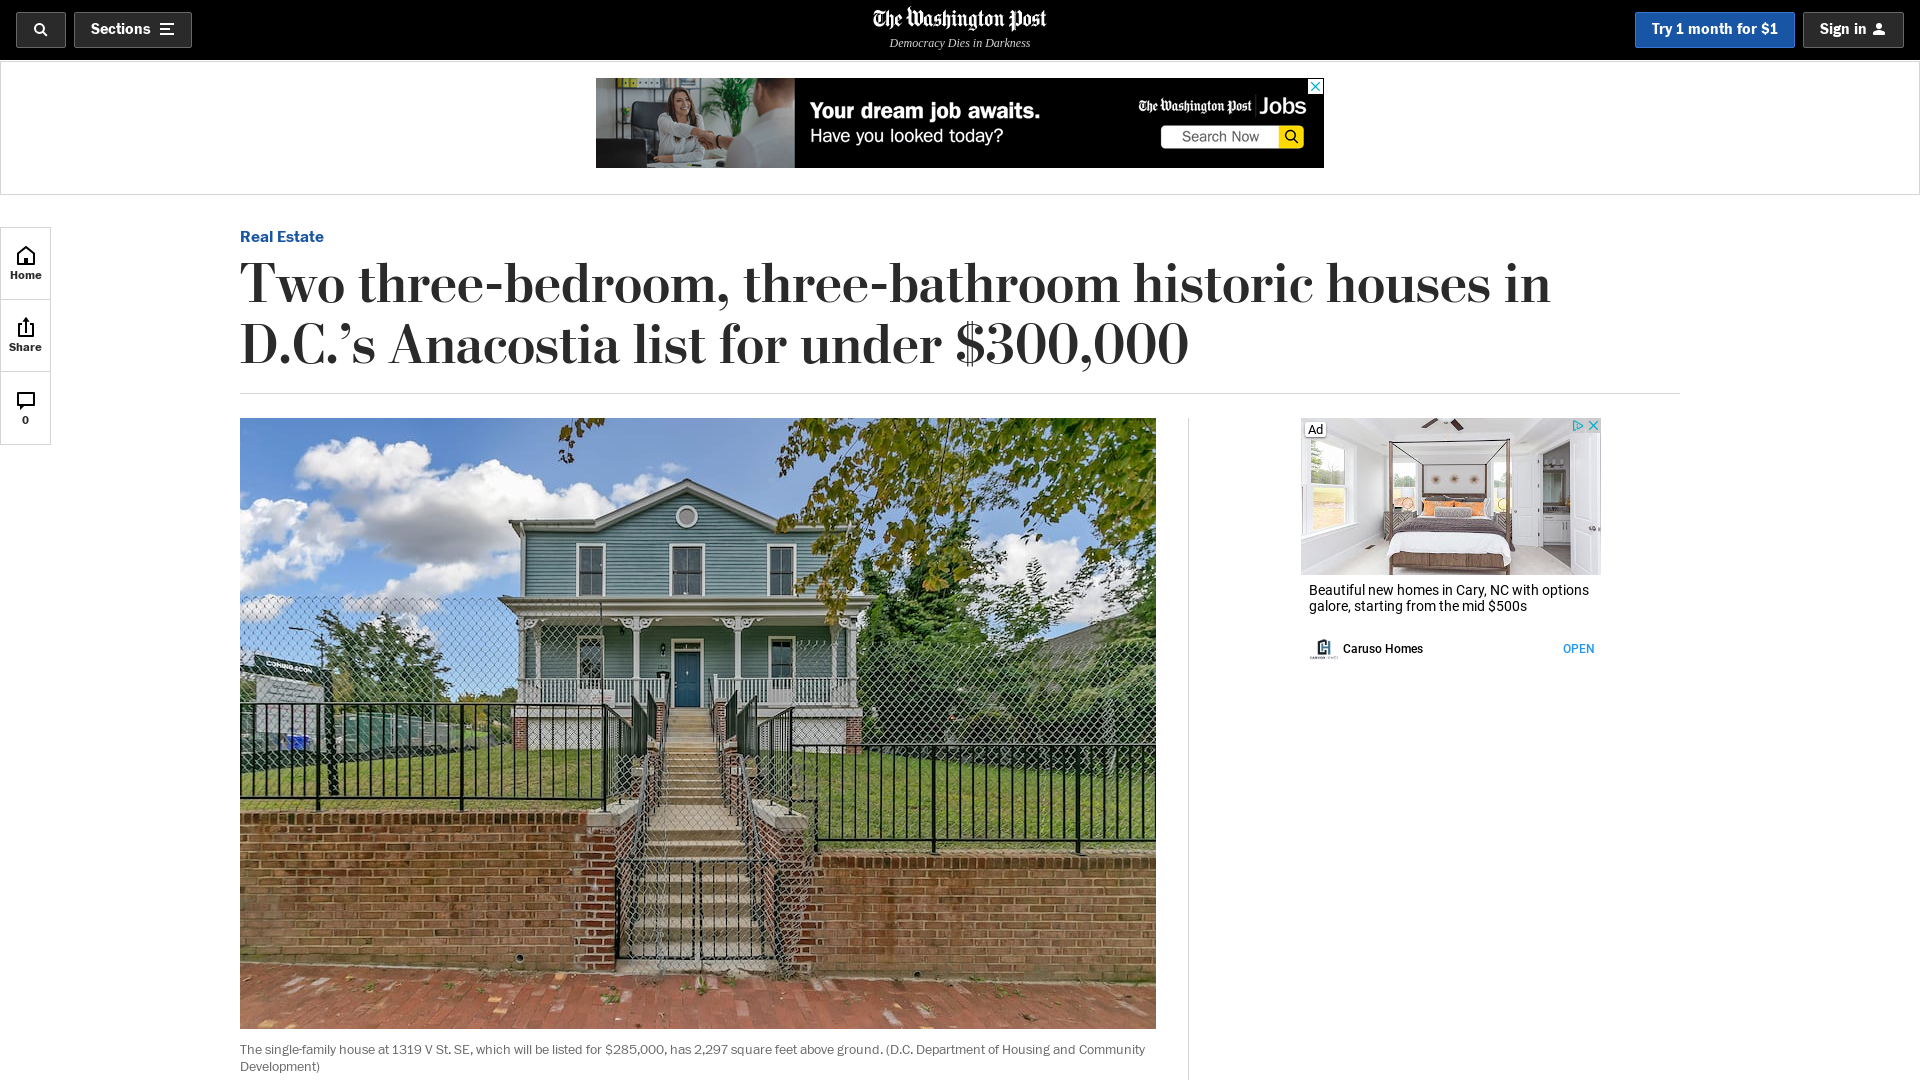 Sections
The Washington Post
Democracy Dies in Darkness
Try 1 month for $1
Sign in
Your dream job awaits.
Have you looked today?
The Washington Post Jobs
Search Now
Home
Share
0
Real Estate
Two three-bedroom, three-bathroom historic houses in
D.C.’s Anacostia list for under $300,000
COMING SOON
The single-family house at 1319 V St. SE, which will be listed for $285,000, has 2,297 square feet above ground. (D.C. Department of Housing and Community
Development)
Ad
Beautiful new homes in Cary, NC with options
galore, starting from the mid $500s
Caruso Homes
OPEN